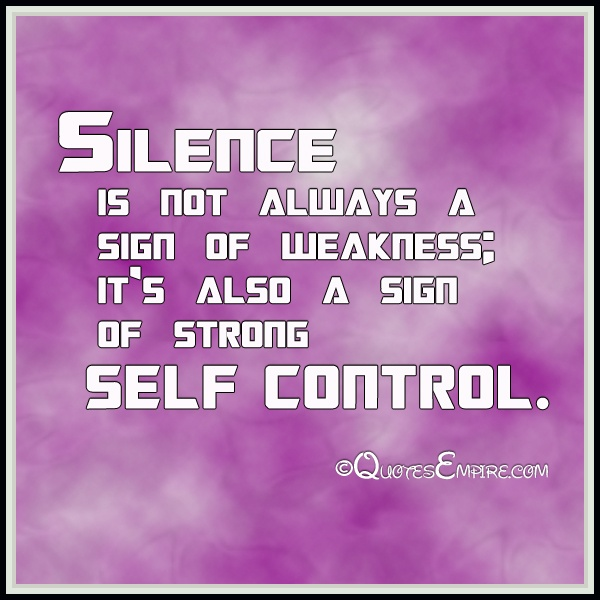 Silence
is not always a
sign of weakness;
it's also a sign
of strong
self control.
©QuotesEmpire.com